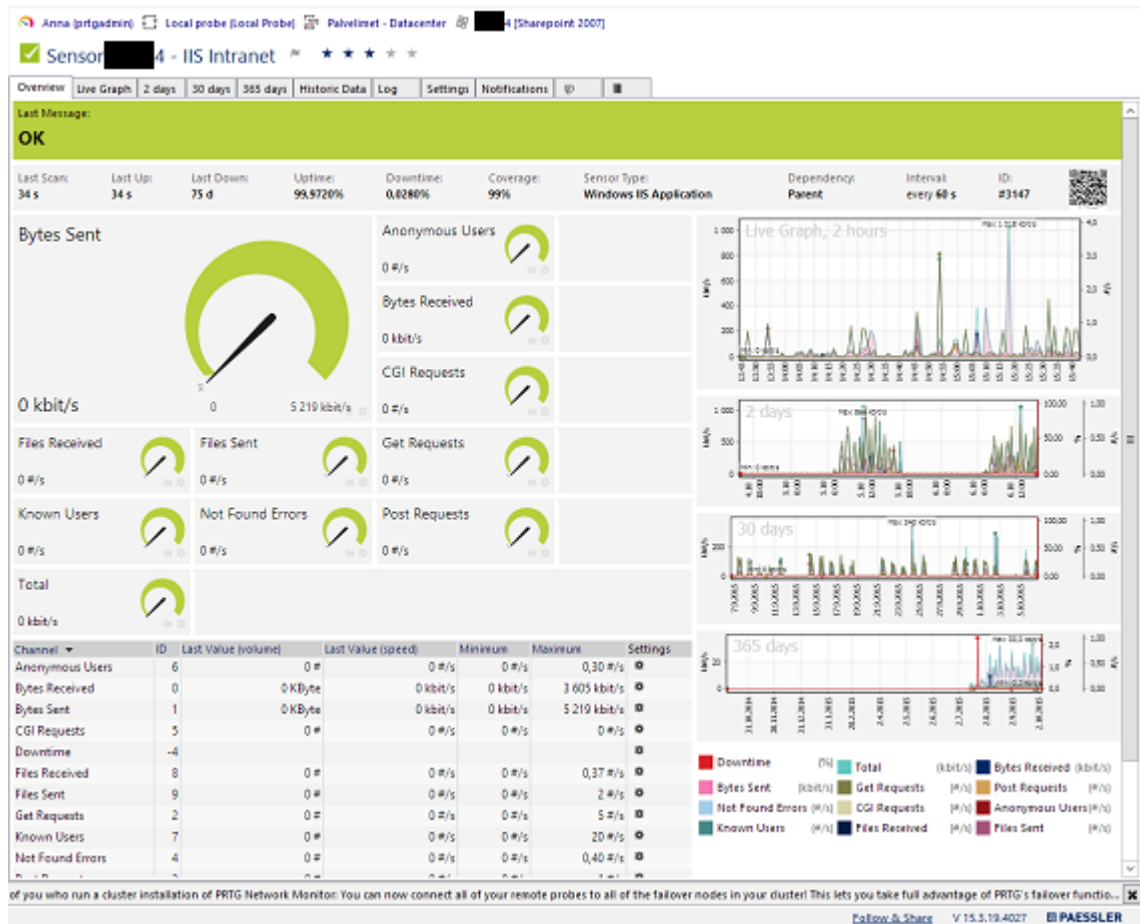 Anna (prtgadmin) Local probe (Local Probe) Palvelimet - Datacenter 4 [Sharepoint 2007]
Sensor 4 - IIS Intranet
Overview Live Graph 2 days 30 days 365 days Historic Data Log Settings Notifications
Last Message:
OK
Last Scan: Last Up: Last Down: Uptime: Downtime: Coverage: Sensor Type: Dependency: Interval: ID:
34 s 34 s 75 d 99,9720% 0,0280% 99% Windows IIS Application Parent every 60 s #3147
Bytes Sent
0 kbit/s
0 5 219 kbit/s
Anonymous Users
0 #/s
Bytes Received
0 kbit/s
CGI Requests
0 #/s
Files Received
0 #/s
Files Sent
0 #/s
Get Requests
0 #/s
Known Users
0 #/s
Not Found Errors
0 #/s
Post Requests
0 #/s
Total
0 kbit/s
Live Graph, 2 hours
2 days
30 days
365 days
Channel ID Last Value (volume) Last Value (speed) Minimum Maximum Settings
Anonymous Users 6 0 # 0 #/s 0 #/s 0,30 #/s
Bytes Received 0 0 KByte 0 kbit/s 0 kbit/s 3 605 kbit/s
Bytes Sent 1 0 KByte 0 kbit/s 0 kbit/s 5 219 kbit/s
CGI Requests 5 0 # 0 #/s 0 #/s 0 #/s
Downtime -4
Files Received 8 0 # 0 #/s 0 #/s 0,37 #/s
Files Sent 9 0 # 0 #/s 0 #/s 2 #/s
Get Requests 2 0 # 0 #/s 0 #/s 5 #/s
Known Users 7 0 # 0 #/s 0 #/s 20 #/s
Not Found Errors 4 0 # 0 #/s 0 #/s 0,40 #/s
Downtime (%) Total (kbit/s) Bytes Received (kbit/s)
Bytes Sent (kbit/s) Get Requests (#/s) Post Requests (#/s)
Not Found Errors (#/s) CGI Requests (#/s) Anonymous Users (#/s)
Known Users (#/s) Files Received (#/s) Files Sent (#/s)
of you who run a cluster installation of PRTG Network Monitor: You can now connect all of your remote probes to all of the failover nodes in your cluster! This lets you take full advantage of PRTG's failover functio...
Follow & Share V 15.3.19.4027 PAESSLER